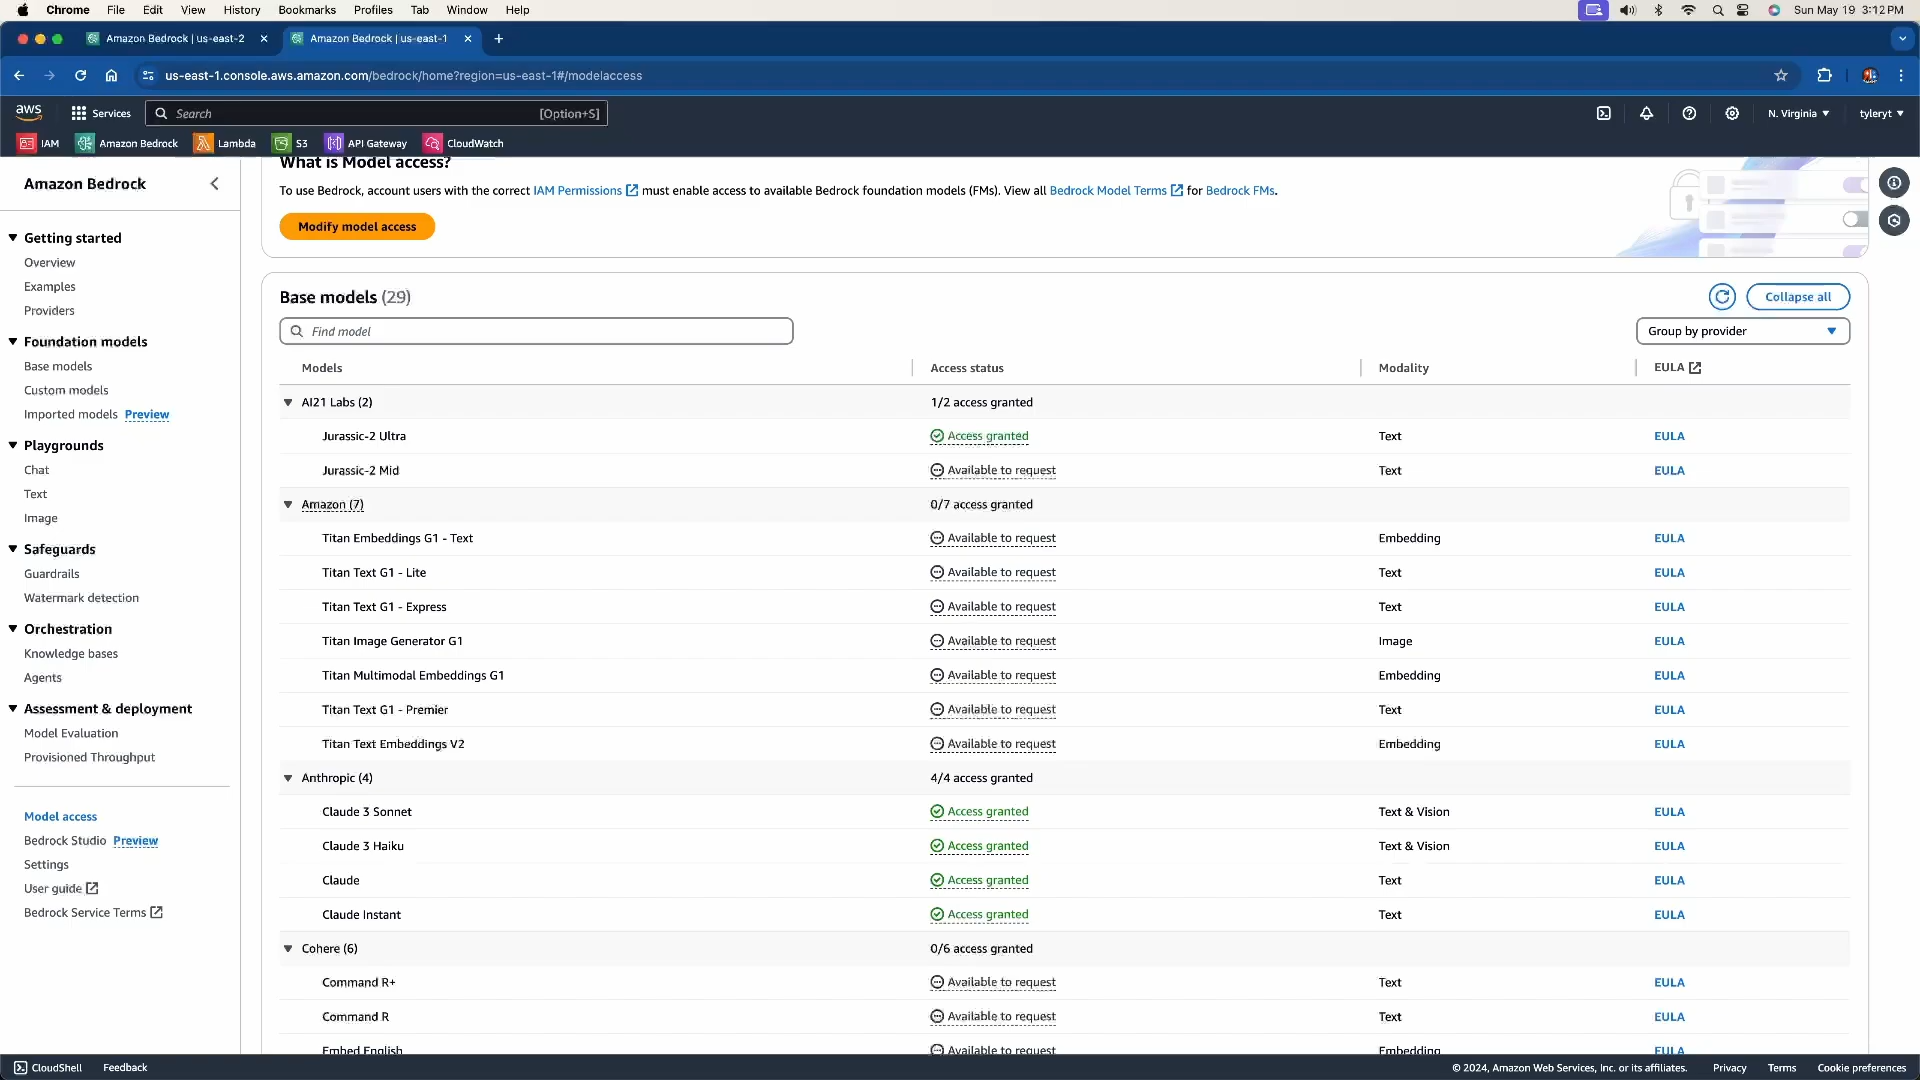 Chrome File Edit View History Bookmarks Profiles Tab Window Help Sun May 19 3:12 PM
Amazon Bedrock | us-east-2 Amazon Bedrock | us-east-1
us-east-1.console.aws.amazon.com/bedrock/home?region=us-east-1#/modelaccess
aws Services Search [Option+S] N. Virginia tyleryt
IAM Amazon Bedrock Lambda S3 API Gateway CloudWatch
Amazon Bedrock
Getting started
Overview
Examples
Providers
Foundation models
Base models
Custom models
Imported models Preview
Playgrounds
Chat
Text
Image
Safeguards
Guardrails
Watermark detection
Orchestration
Knowledge bases
Agents
Assessment & deployment
Model Evaluation
Provisioned Throughput
Model access
Bedrock Studio Preview
Settings
User guide
Bedrock Service Terms
What is Model access?
To use Bedrock, account users with the correct IAM Permissions must enable access to available Bedrock foundation models (FMs). View all Bedrock Model Terms for Bedrock FMs.
Modify model access
Base models (29)
Collapse all
Find model
Group by provider
Models Access status Modality EULA
AI21 Labs (2) 1/2 access granted
Jurassic-2 Ultra Access granted Text EULA
Jurassic-2 Mid Available to request Text EULA
Amazon (7) 0/7 access granted
Titan Embeddings G1 - Text Available to request Embedding EULA
Titan Text G1 - Lite Available to request Text EULA
Titan Text G1 - Express Available to request Text EULA
Titan Image Generator G1 Available to request Image EULA
Titan Multimodal Embeddings G1 Available to request Embedding EULA
Titan Text G1 - Premier Available to request Text EULA
Titan Text Embeddings V2 Available to request Embedding EULA
Anthropic (4) 4/4 access granted
Claude 3 Sonnet Access granted Text & Vision EULA
Claude 3 Haiku Access granted Text & Vision EULA
Claude Access granted Text EULA
Claude Instant Access granted Text EULA
Cohere (6) 0/6 access granted
Command R+ Available to request Text EULA
Command R Available to request Text EULA
Embed English Available to request Embedding EULA
CloudShell Feedback © 2024, Amazon Web Services, Inc. or its affiliates. Privacy Terms Cookie preferences